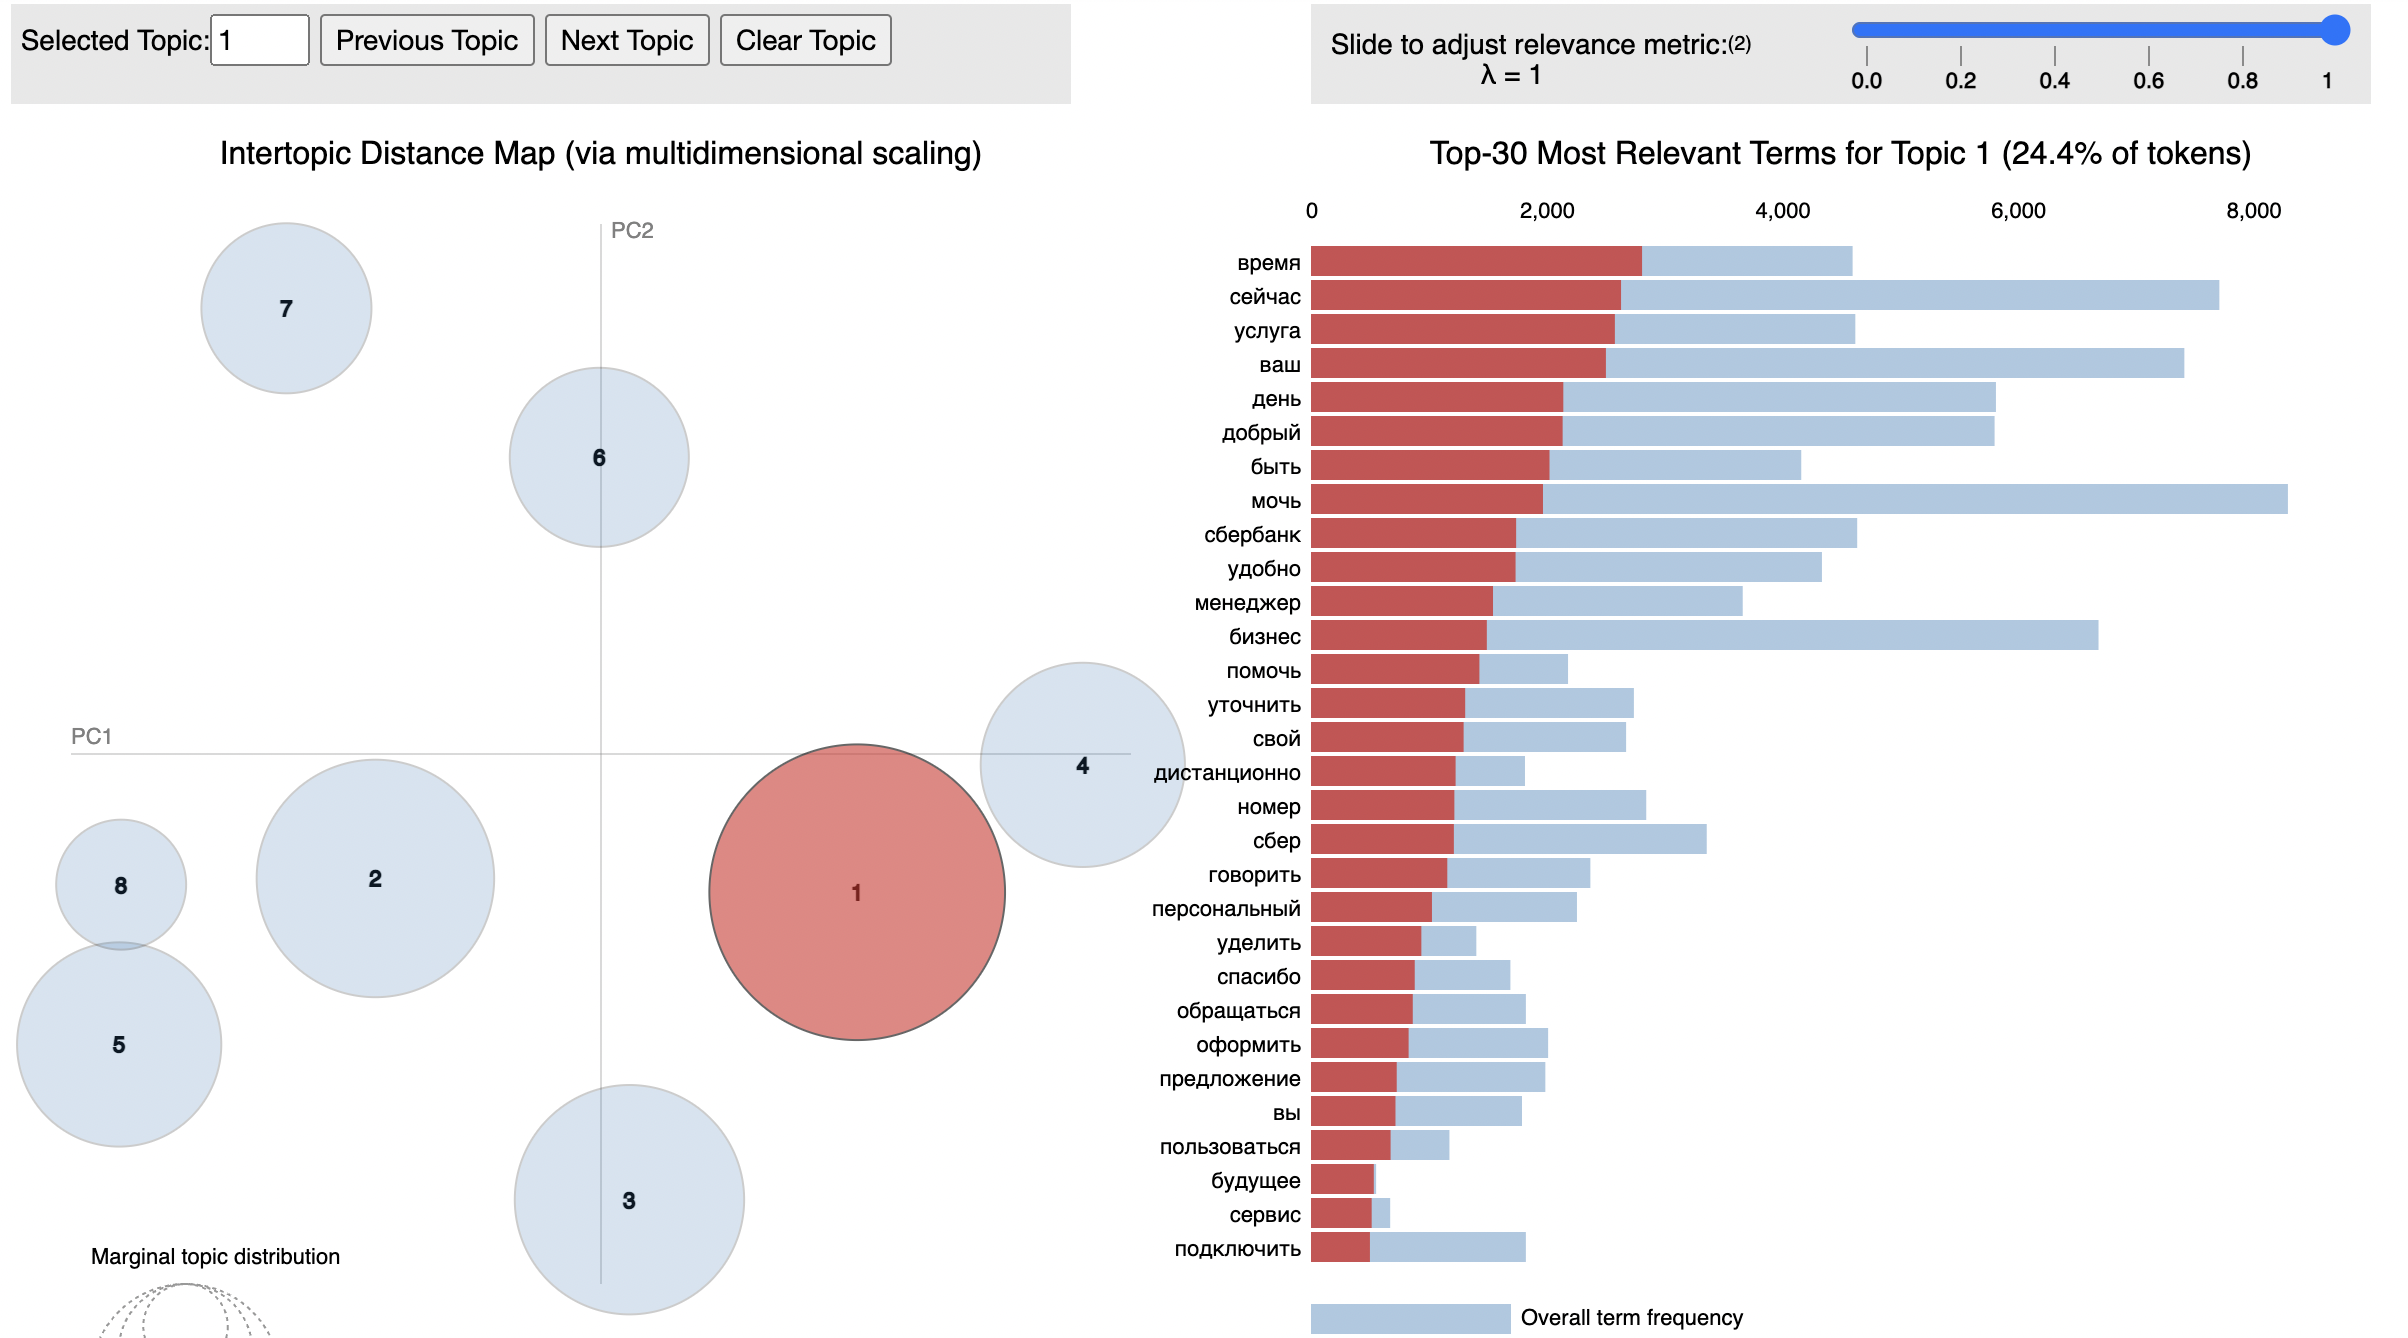 Selected Topic: 1 Previous Topic Next Topic Clear Topic
Slide to adjust relevance metric:(2)
λ = 1
0.0 0.2 0.4 0.6 0.8 1
Intertopic Distance Map (via multidimensional scaling)
PC2
PC1
7
6
4
1
2
8
5
3
Marginal topic distribution
Top-30 Most Relevant Terms for Topic 1 (24.4% of tokens)
0 2,000 4,000 6,000 8,000
время
сейчас
услуга
ваш
день
добрый
быть
мочь
сбербанк
удобно
менеджер
бизнес
помочь
уточнить
свой
дистанционно
номер
сбер
говорить
персональный
уделить
спасибо
обращаться
оформить
предложение
вы
пользоваться
будущее
сервис
подключить
Overall term frequency